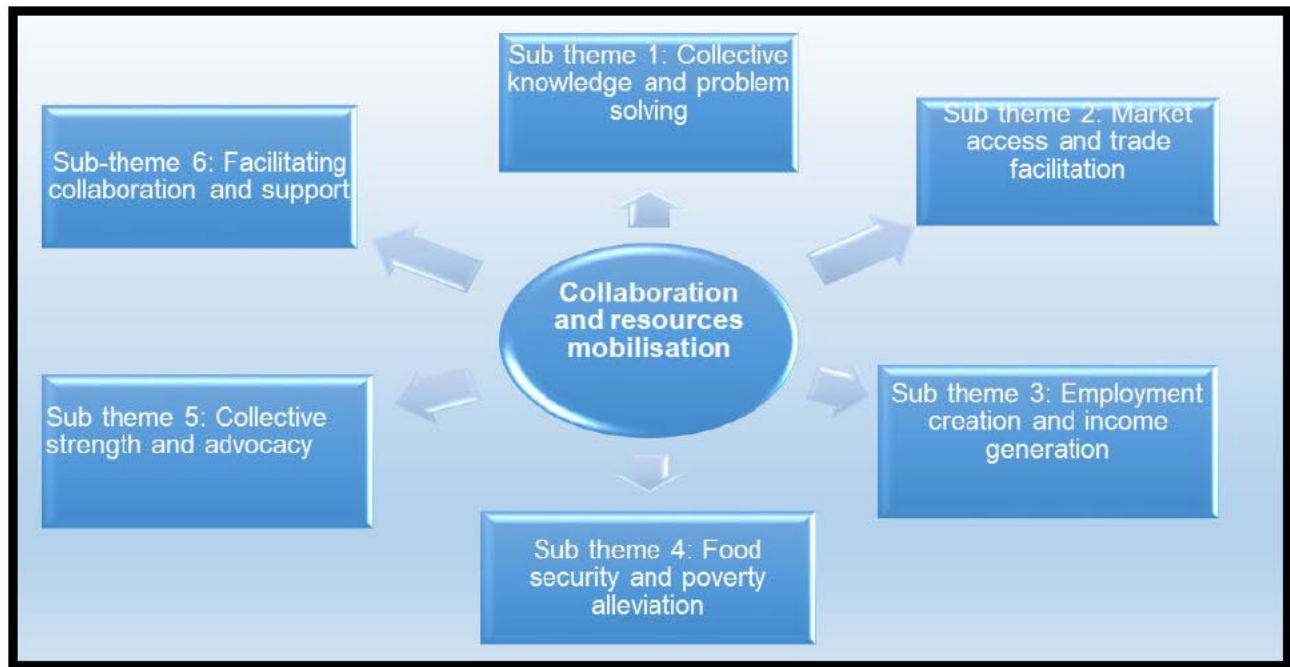 Sub theme 1: Collective
knowledge and problem
solving
Sub theme 2: Market
access and trade
facilitation
Sub theme 3: Employment
creation and income
generation
Sub theme 4: Food
security and poverty
alleviation
Sub theme 5: Collective
strength and advocacy
Sub-theme 6: Facilitating
collaboration and support
Collaboration
and resources
mobilisation